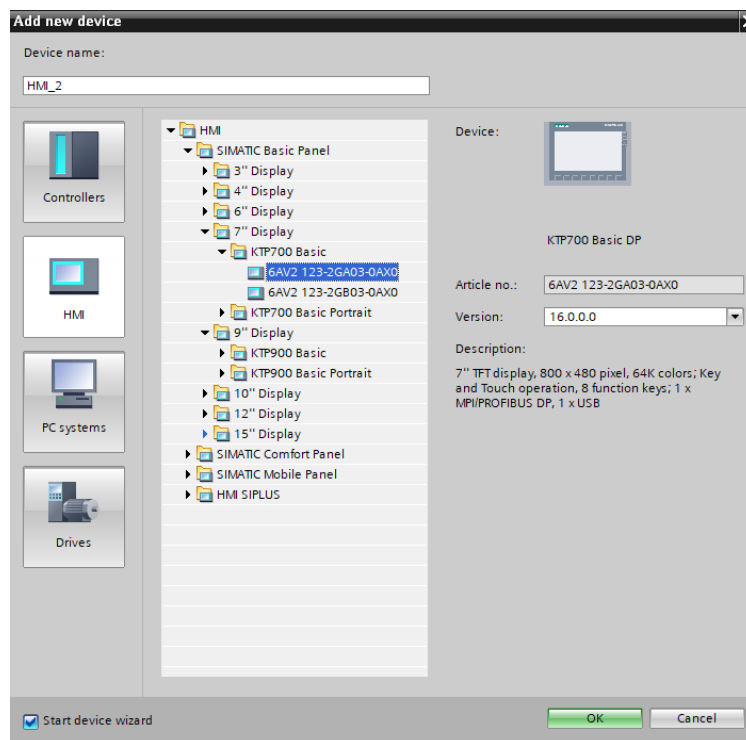 Add new device
Device name:
HMI_2
Controllers
HMI
PC systems
Drives
HMI
SIMATIC Basic Panel
3'' Display
4'' Display
6'' Display
7'' Display
KTP700 Basic
6AV2 123-2GA03-0AX0
6AV2 123-2GB03-0AX0
KTP700 Basic Portrait
9'' Display
KTP900 Basic
KTP900 Basic Portrait
10'' Display
12'' Display
15'' Display
SIMATIC Comfort Panel
SIMATIC Mobile Panel
HMI SIPLUS
Device:
KTP700 Basic DP
Article no.: 6AV2 123-2GA03-0AX0
Version: 16.0.0.0
Description:
7'' TFT display, 800 x 480 pixel, 64K colors; Key
and Touch operation, 8 function keys; 1 x
MPI/PROFIBUS DP, 1 x USB
Start device wizard
OK
Cancel